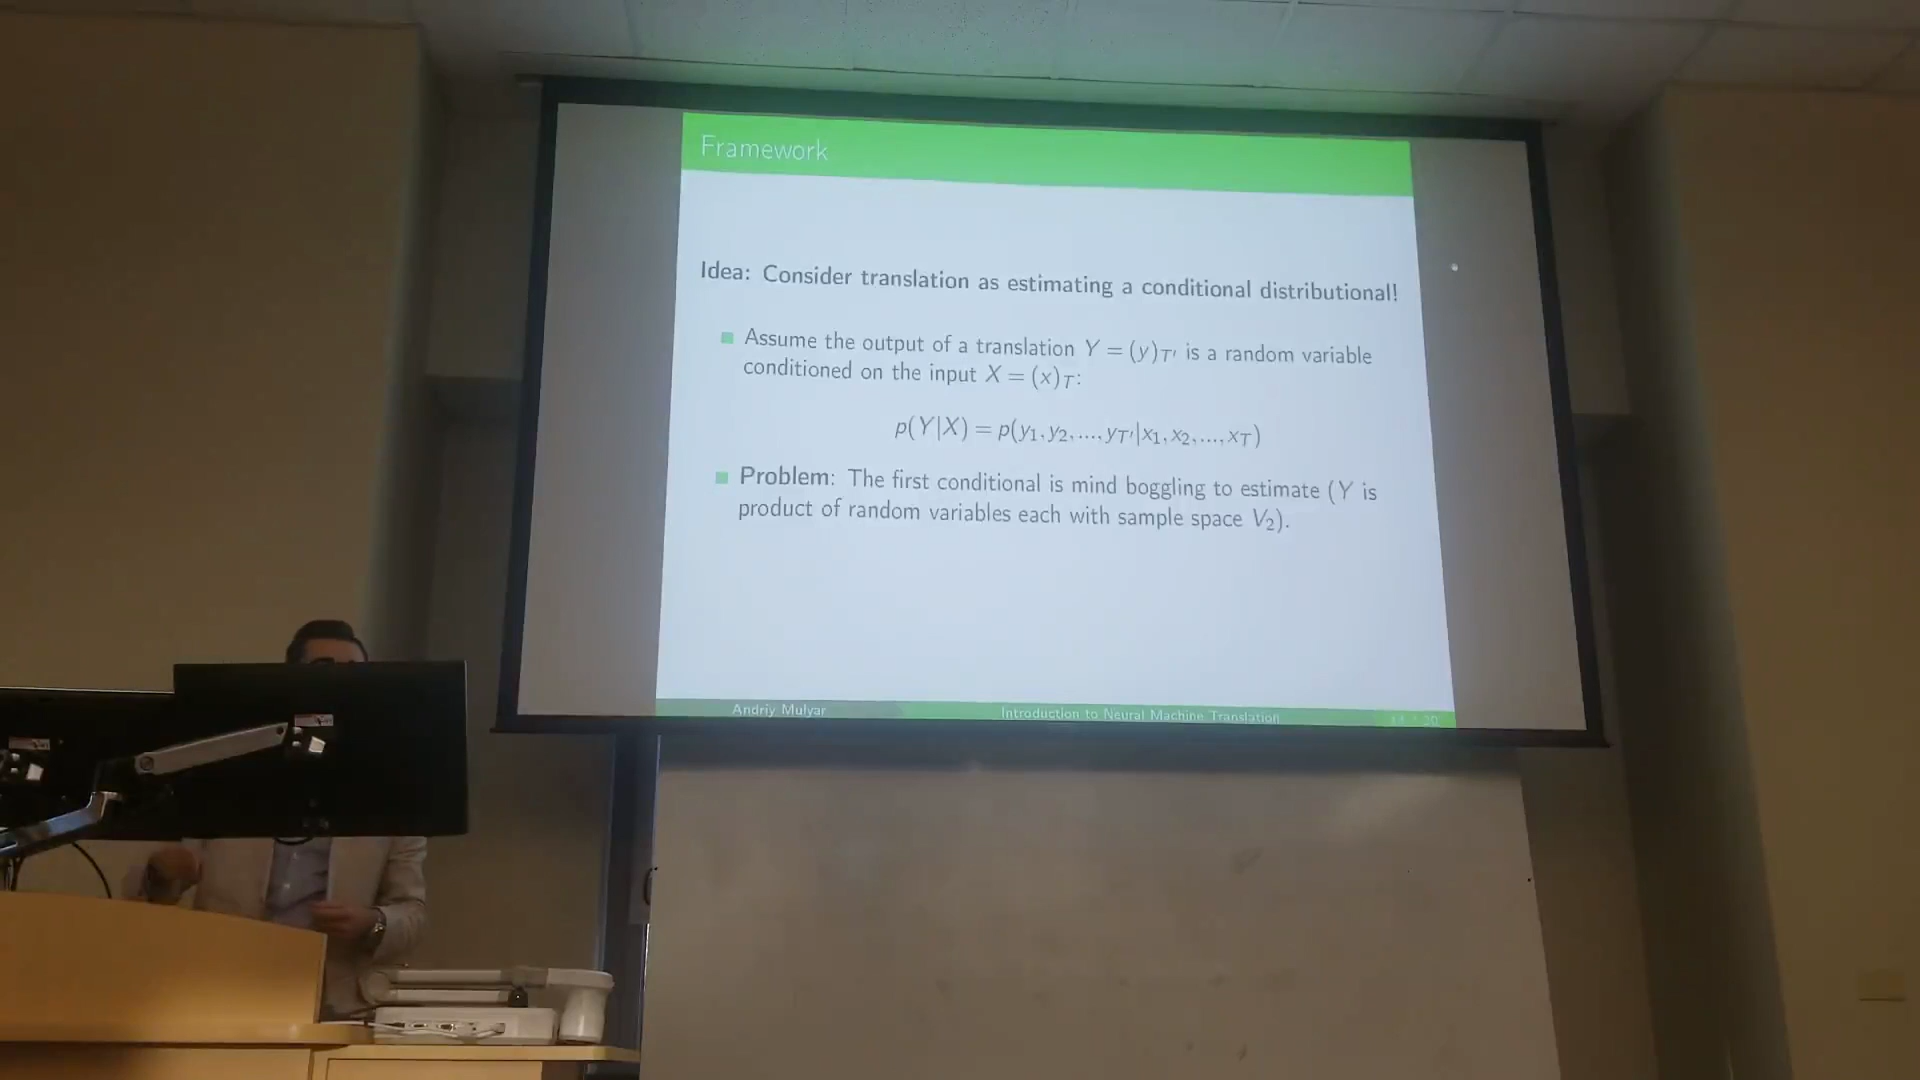 Framework
Idea: Consider translation as estimating a conditional distributional!
Assume the output of a translation Y = (y)T′ is a random variable
conditioned on the input X = (x)T:
p(Y|X) = p(y1, y2, ...., yT′|x1, x2, ..., xT)
Problem: The first conditional is mind boggling to estimate (Y is
product of random variables each with sample space V2).
Andriy Mulyar Introduction to Neural Machine Translation